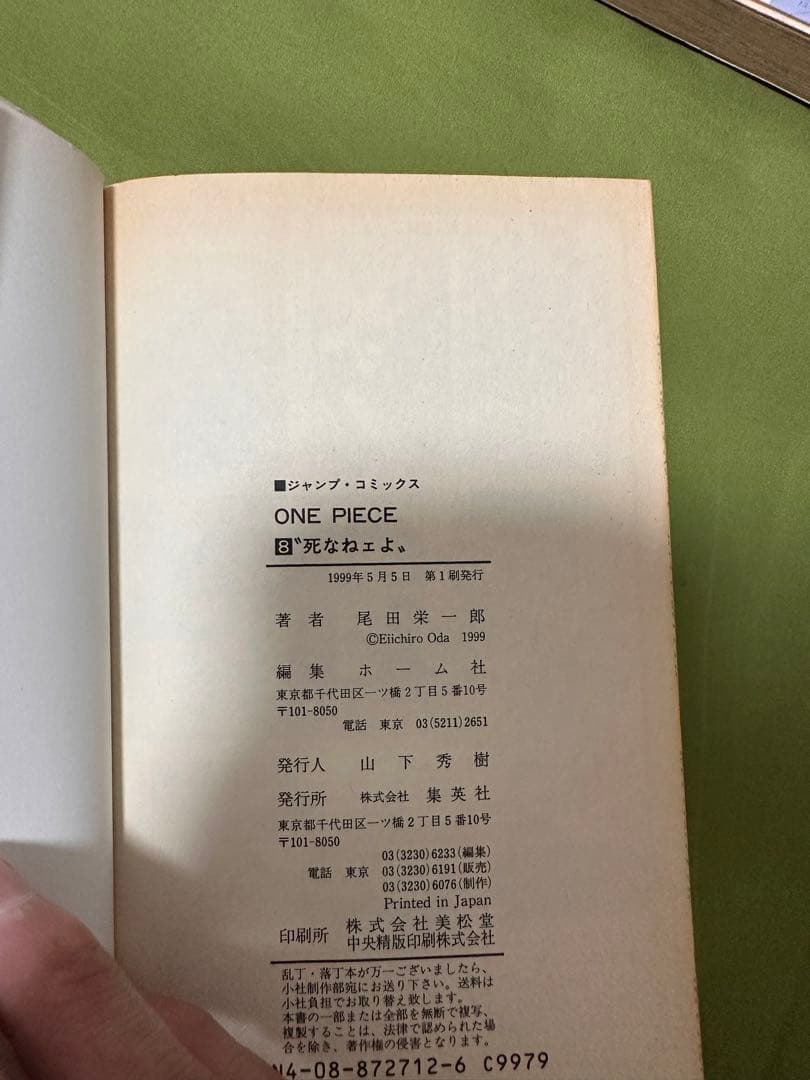 ■ジャンプ・コミックス
ONE PIECE
8 〝死なねェよ〟
1999年5月5日 第1刷発行
著者 尾田栄一郎
©Eiichiro Oda 1999
編集 ホーム社
東京都千代田区一ツ橋2丁目5番10号
〒101-8050
電話 東京 03(5211)2651
発行人 山下秀樹
発行所 株式会社 集英社
東京都千代田区一ツ橋2丁目5番10号
〒101-8050
03(3230)6233(編集)
電話 東京 03(3230)6191(販売)
03(3230)6076(制作)
Printed in Japan
印刷所 株式会社美松堂
中央精版印刷株式会社
乱丁・落丁本が万一ございましたら、
小社制作部宛にお送り下さい。送料は
小社負担でお取り替え致します。
本書の一部または全部を無断で複写、
複製することは、法律で認められた場
合を除き、著作権の侵害となります。
N4-08-872712-6 C9979